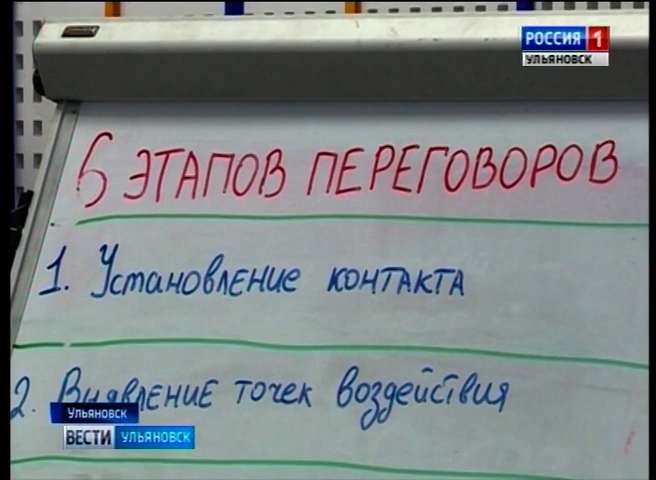 РОССИЯ 1
УЛЬЯНОВСК
6 ЭТАПОВ ПЕРЕГОВОРОВ
1. Установление контакта
2. Выявление точек воздействия
Ульяновск
ВЕСТИ УЛЬЯНОВСК